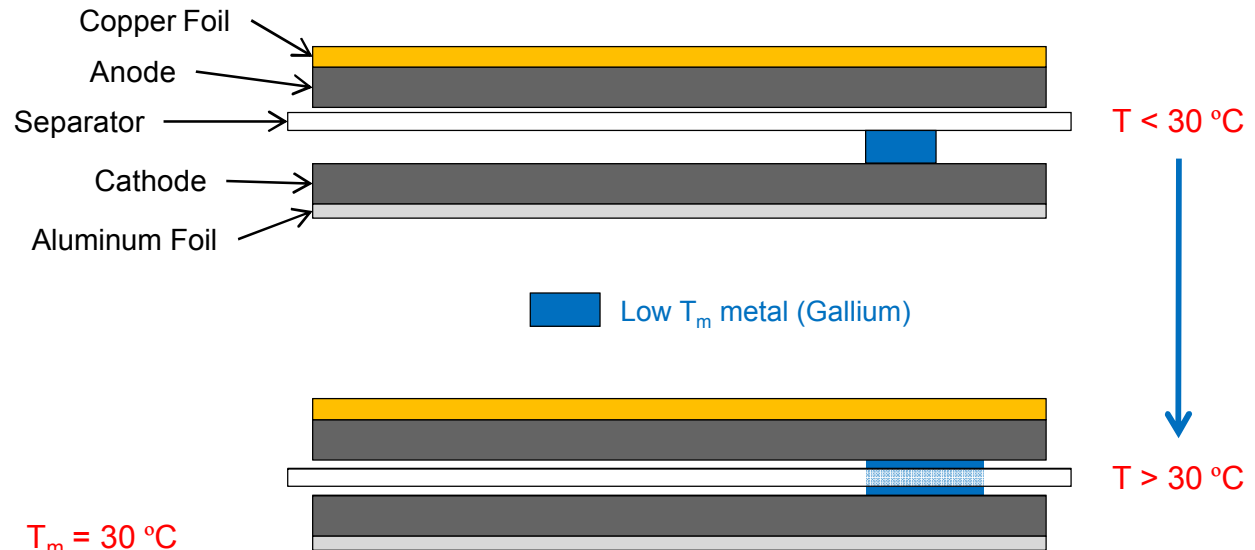 Copper Foil
Anode
Separator
T < 30 ºC
Cathode
Aluminum Foil
Low Tm metal (Gallium)
T > 30 ºC
Tm = 30 ºC